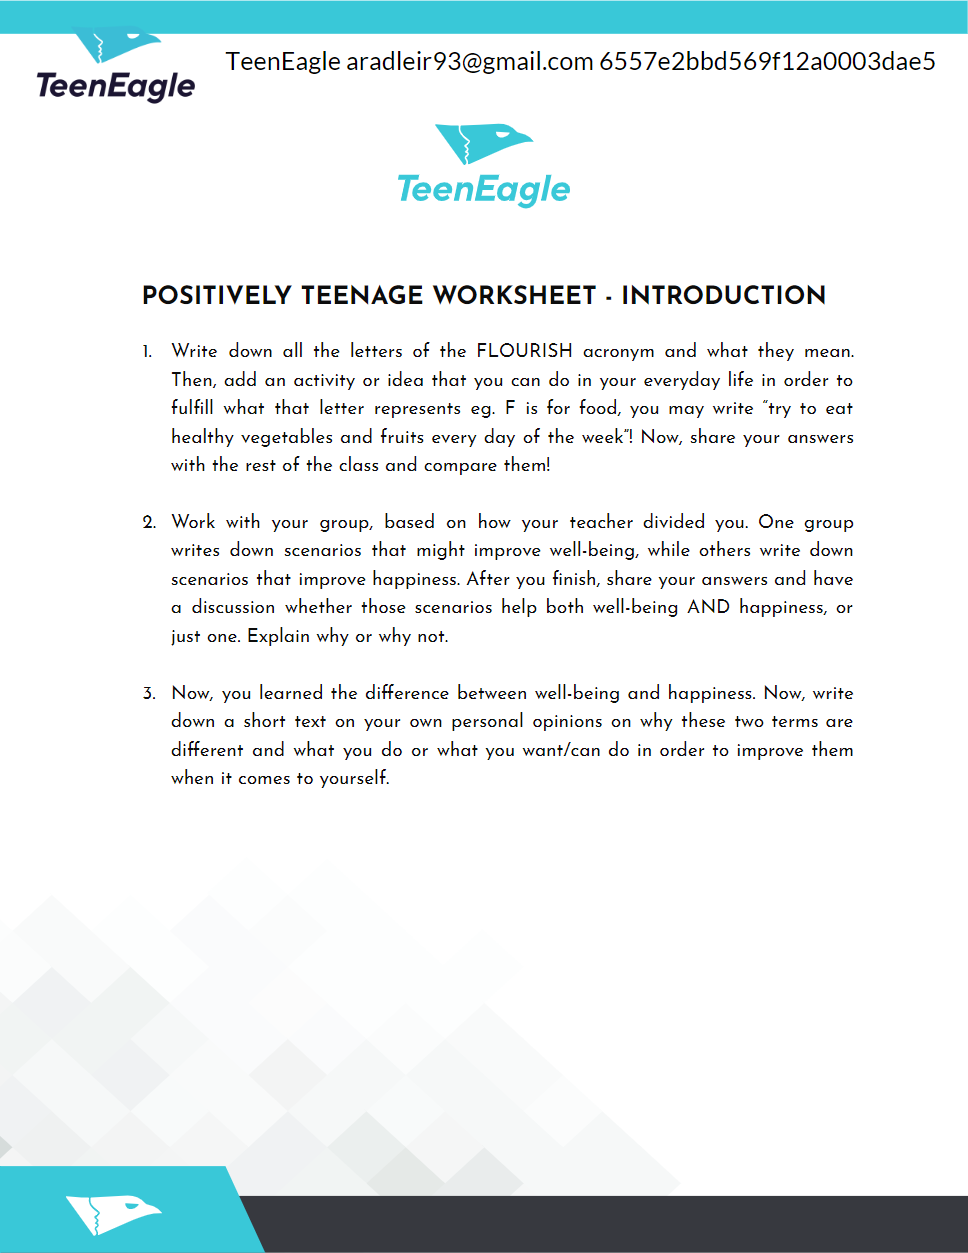 TeenEagle aradleir93@gmail.com 6557e2bbd569f12a0003dae5
TeenEagle
TeenEagle
POSITIVELY TEENAGE WORKSHEET - INTRODUCTION
1. Write down all the letters of the FLOURISH acronym and what they mean.
Then, add an activity or idea that you can do in your everyday life in order to
fulfill what that letter represents eg. F is for food, you may write “try to eat
healthy vegetables and fruits every day of the week”! Now, share your answers
with the rest of the class and compare them!
2. Work with your group, based on how your teacher divided you. One group
writes down scenarios that might improve well-being, while others write down
scenarios that improve happiness. After you finish, share your answers and have
a discussion whether those scenarios help both well-being AND happiness, or
just one. Explain why or why not.
3. Now, you learned the difference between well-being and happiness. Now, write
down a short text on your own personal opinions on why these two terms are
different and what you do or what you want/can do in order to improve them
when it comes to yourself.